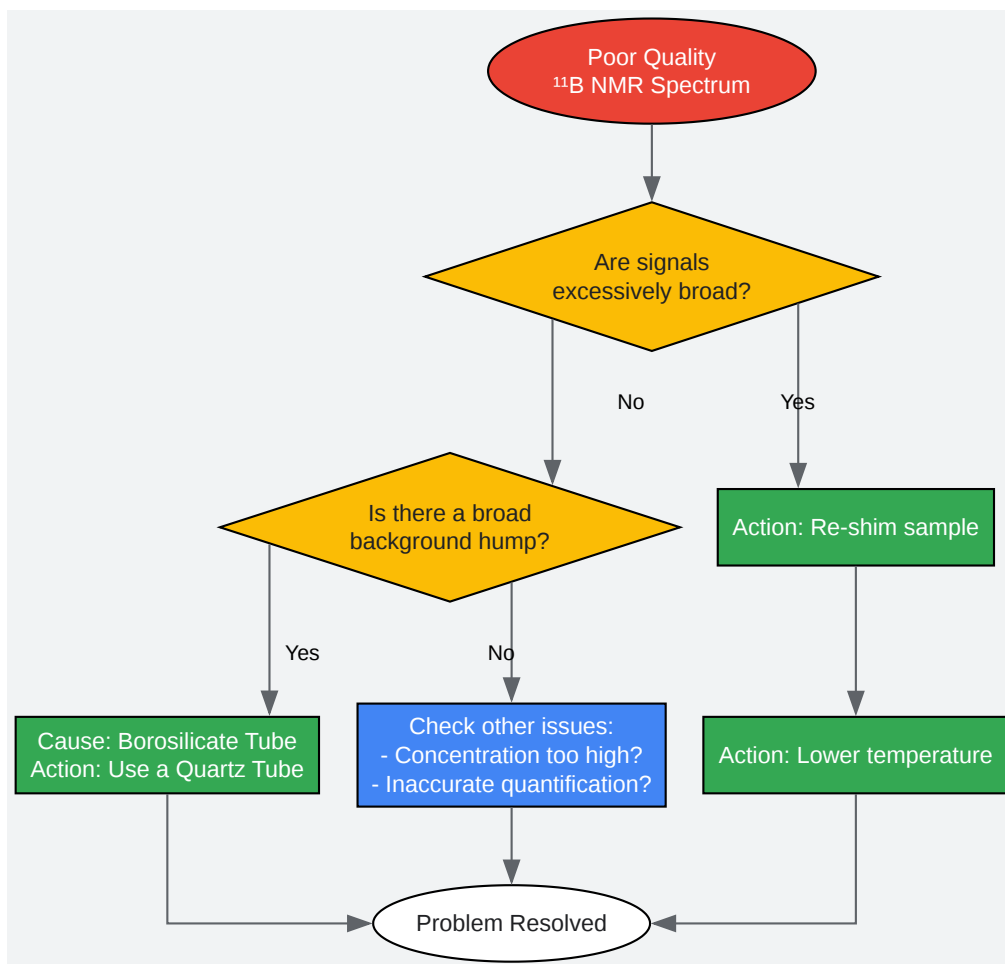 Poor Quality
¹¹B NMR Spectrum
Are signals
excessively broad?
No
Yes
Is there a broad
background hump?
Action: Re-shim sample
Yes
No
Cause: Borosilicate Tube
Action: Use a Quartz Tube
Check other issues:
- Concentration too high?
- Inaccurate quantification?
Action: Lower temperature
Problem Resolved